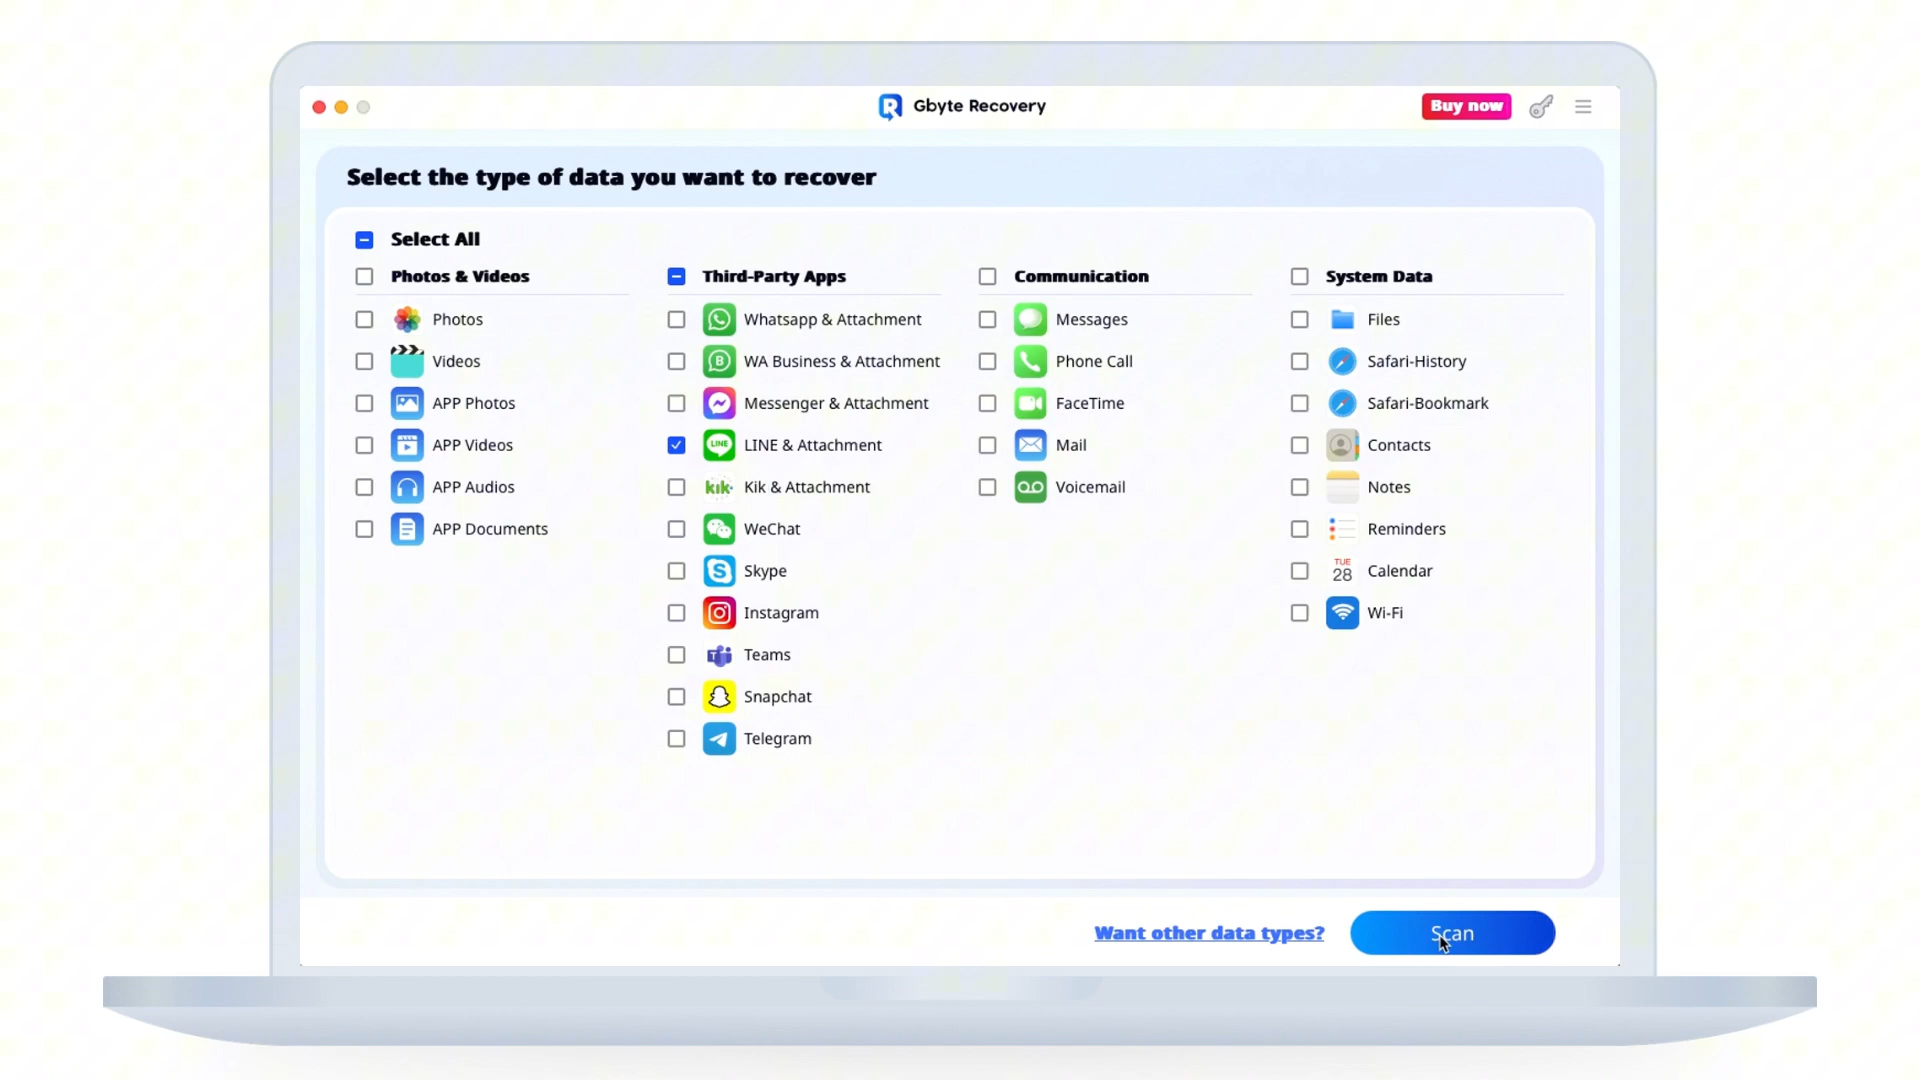 Gbyte Recovery
Buy now
Select the type of data you want to recover
Select All
Photos & Videos
Photos
Videos
APP Photos
APP Videos
APP Audios
APP Documents
Third-Party Apps
Whatsapp & Attachment
B
WA Business & Attachment
Messenger & Attachment
LINE
LINE & Attachment
kik
Kik & Attachment
WeChat
Skype
Instagram
Teams
Snapchat
Telegram
Communication
Messages
Phone Call
FaceTime
Mail
Voicemail
System Data
Files
Safari-History
Safari-Bookmark
Contacts
Notes
Reminders
TUE
28
Calendar
Wi-Fi
Want other data types?
Scan